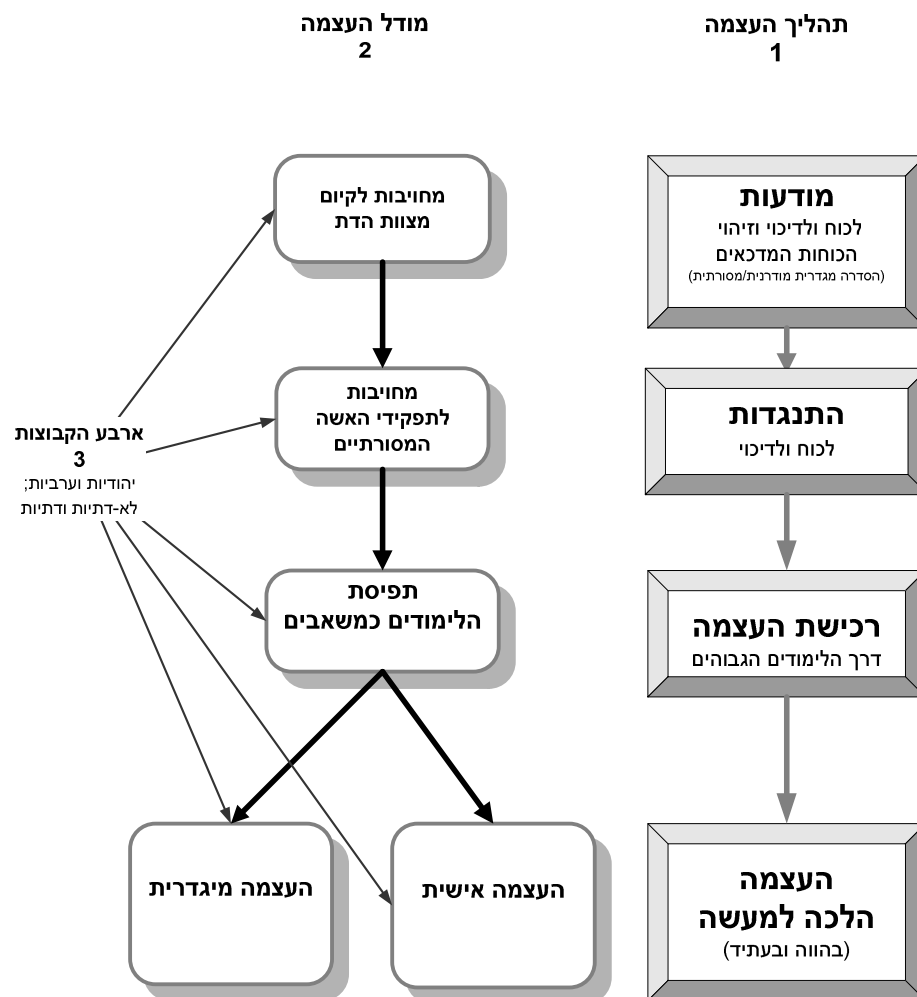 תהליך העצמה
1
מודעות
לכוח ולדיכוי וזיהוי
הכוחות המדכאים
(הסדרה מגדרית מודרנית/מסורתית)
התנגדות
לכוח ולדיכוי
רכישת העצמה
דרך הלימודים הגבוהים
העצמה
הלכה למעשה
(בהווה ובעתיד)
מודל העצמה
2
מחויבות לקיום
מצוות הדת
מחויבות
לתפקידי האשה
המסורתיים
תפיסת
הלימודים כמשאבים
העצמה אישית
העצמה מיגדרית
ארבע הקבוצות
3
יהודיות וערביות;
לא-דתיות ודתיות